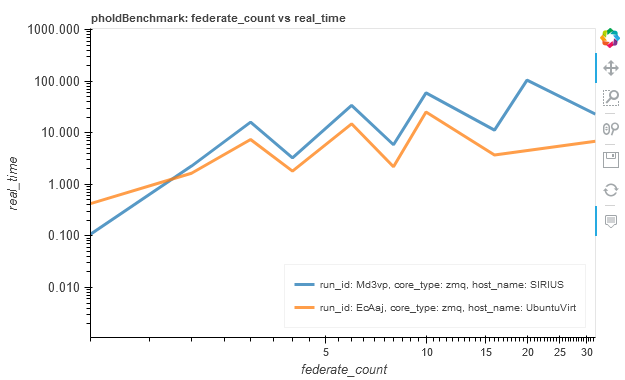 pholdBenchmark: federate_count vs real_time
1000.000
100.000
10.000
1.000
0.100
0.010
real_time
run_id: Md3vp, core_type: zmq, host_name: SIRIUS
run_id: EcAaj, core_type: zmq, host_name: UbuntuVirt
5 10 15 20 25 30
federate_count